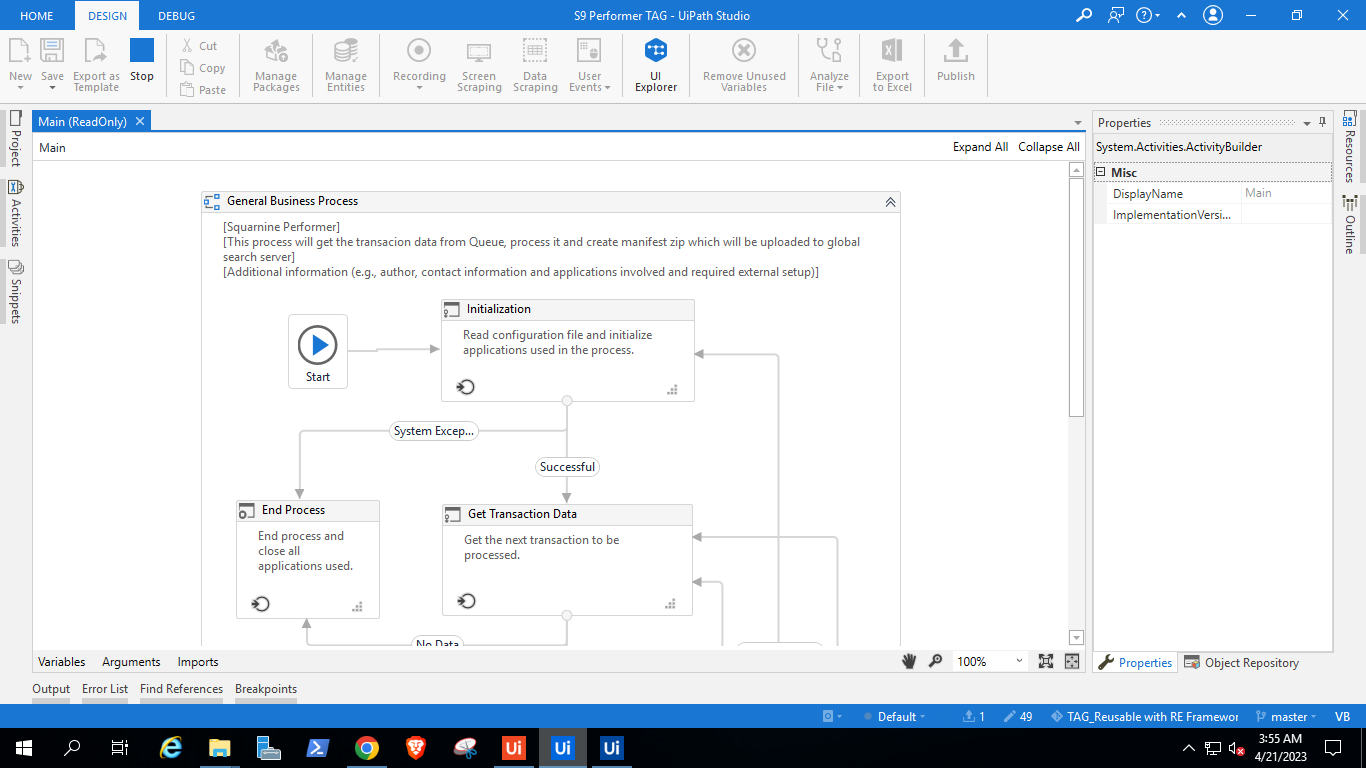 HOME DESIGN DEBUG S9 Performer TAG - UiPath Studio
New Save Export as Template Stop Cut Copy Paste Manage Packages Manage Entities Recording Screen Scraping Data Scraping User Events UI Explorer Remove Unused Variables Analyze File Export to Excel Publish
Main (ReadOnly)
Main Expand All Collapse All
Project
Activities
Snippets
General Business Process
[Squarnine Performer]
[This process will get the transacion data from Queue, process it and create manifest zip which will be uploaded to global
search server]
[Additional information (e.g., author, contact information and applications involved and required external setup)]
Start
Initialization
Read configuration file and initialize
applications used in the process.
System Excep...
Successful
End Process
End process and
close all
applications used.
Get Transaction Data
Get the next transaction to be
processed.
No Data
Variables Arguments Imports 100%
Properties
System.Activities.ActivityBuilder
Misc
DisplayName Main
ImplementationVersi...
Properties Object Repository
Resources
Outline
Output Error List Find References Breakpoints
Default 1 49 TAG_Reusable with RE Framewor master VB
Ui Ui Ui
3:55 AM
4/21/2023